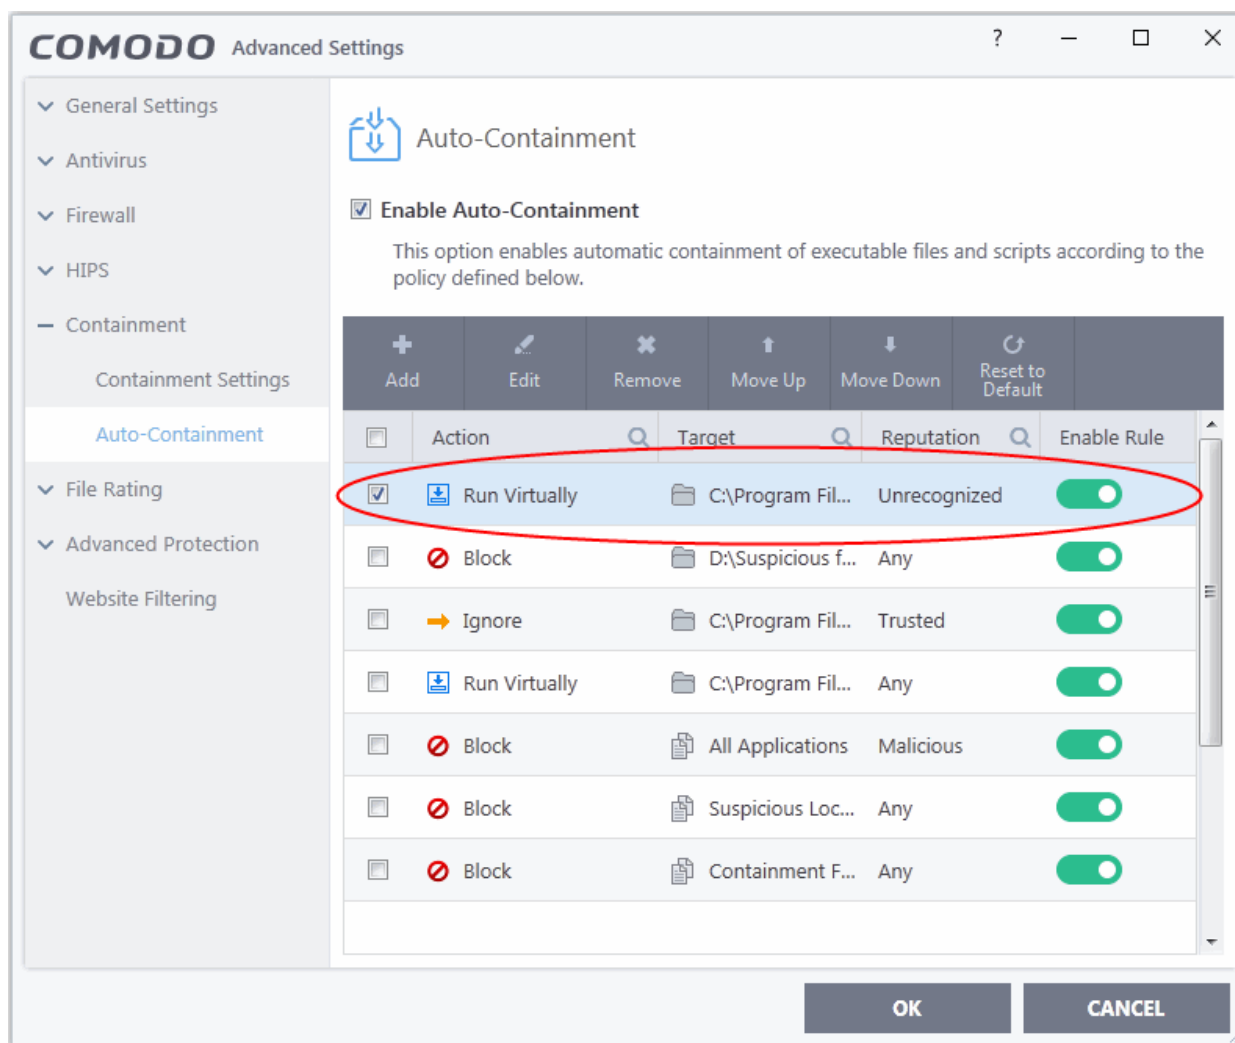 COMODO Advanced Settings ?
General Settings
Antivirus
Firewall
HIPS
Containment
Containment Settings
Auto-Containment
File Rating
Advanced Protection
Website Filtering
Auto-Containment
Enable Auto-Containment
This option enables automatic containment of executable files and scripts according to the
policy defined below.
Add Edit Remove Move Up Move Down Reset to
Default
Action Target Reputation Enable Rule
Run Virtually C:\Program Fil... Unrecognized
Block D:\Suspicious f... Any
Ignore C:\Program Fil... Trusted
Run Virtually C:\Program Fil... Any
Block All Applications Malicious
Block Suspicious Loc... Any
Block Containment F... Any
OK CANCEL